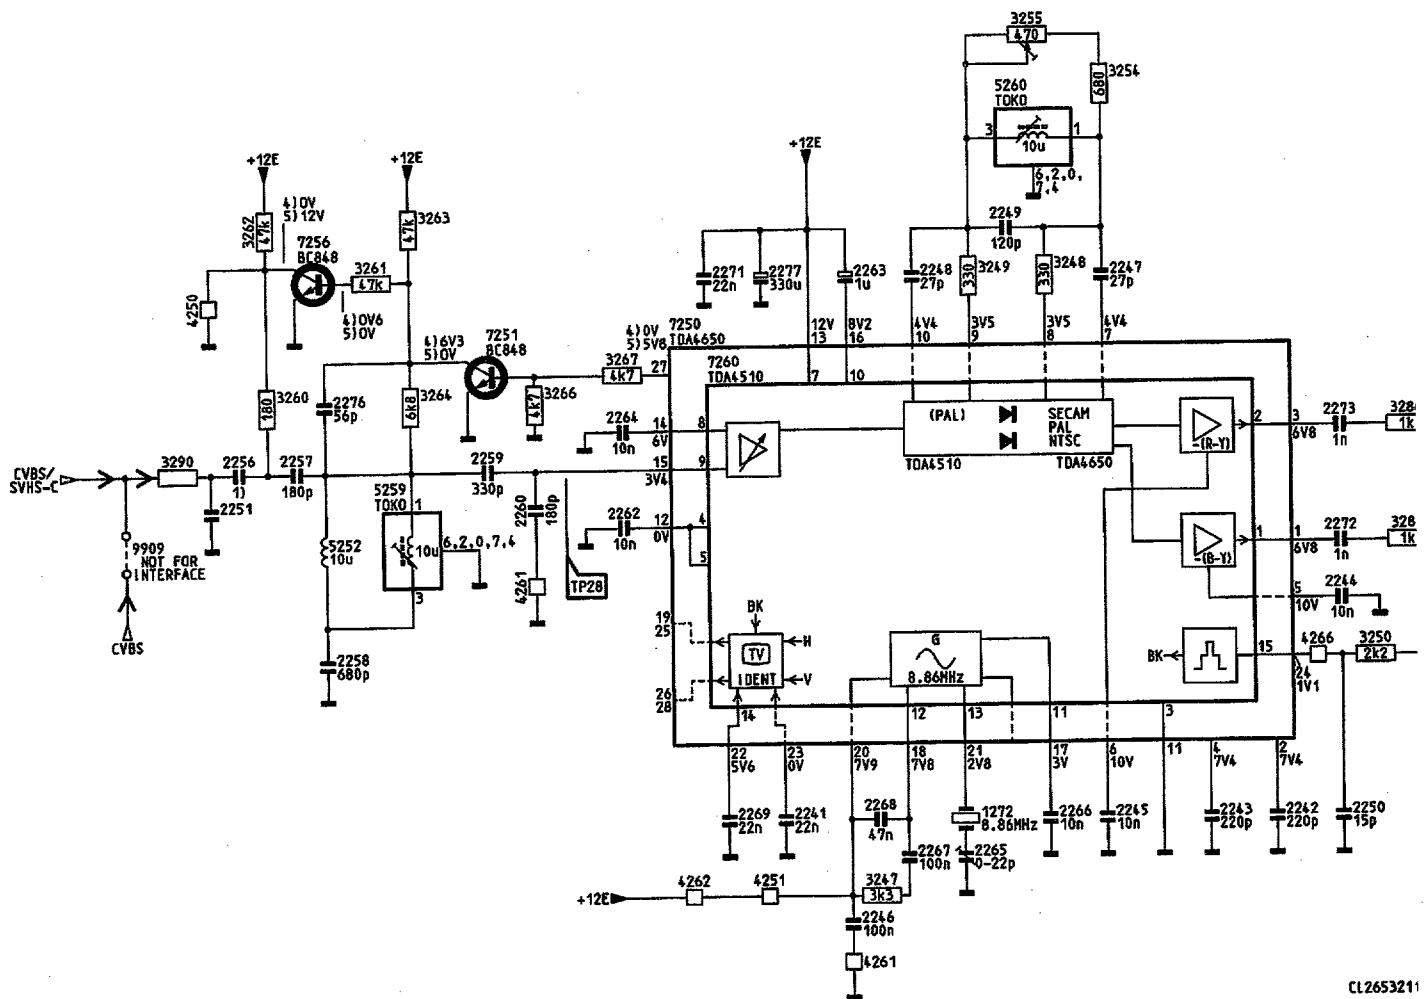 3255
470
3254
680
5260
TOKO
3
1
10u
6,2,0,
7,4
+12E
+12E
+12E
4)0V
5)12V
3262
47k
3263
47k
7256
BC848
3261
47k
4250
4)0V6
5)0V
2249
120p
2271
22n
2277
330u
2263
1u
2248
27p
3249
330
3248
330
2247
27p
4)6V3
5)0V
7251
BC848
4)0V
5)5V8
7250
TDA4650
12V
13
8V2
16
4V4
10
3V5
9
3V5
8
4V4
7
3267
4k7
27
7260
TDA4510
7
10
3260
180
2276
56p
3264
6k8
3266
4k7
2264
10n
14
6V
8
(PAL)
SECAM
PAL
NTSC
TDA4510
TDA4650
-(R-Y)
2
3
6V8
2273
1n
1k
CVBS/
SVHS-C
3290
2256
1)
2257
180p
2259
330p
15
3V4
9
2251
5259
TOKO
1
10u
6,2,0,7,4
3
2260
180p
2262
10n
12
0V
4
5
-(B-Y)
1
1
6V8
2272
1n
1k
9909
NOT FOR
INTERFACE
5252
10u
4261
TP28
5
10V
2244
10n
CVBS
19
25
BK
TV
IDENT
H
V
G
8.86MHz
BK
15
4266
3250
2k2
24
1V1
2258
680p
26
28
14
12
13
11
3
22
5V6
23
0V
20
7V9
18
7V8
21
2V8
17
3V
6
10V
11
4
7V4
2
7V4
2269
22n
2241
22n
2268
47n
1272
8.86MHz
2266
10n
2245
10n
2243
220p
2242
220p
2250
15p
2267
100n
2265
0-22p
+12E
4262
4251
3247
3k3
2246
100n
4261